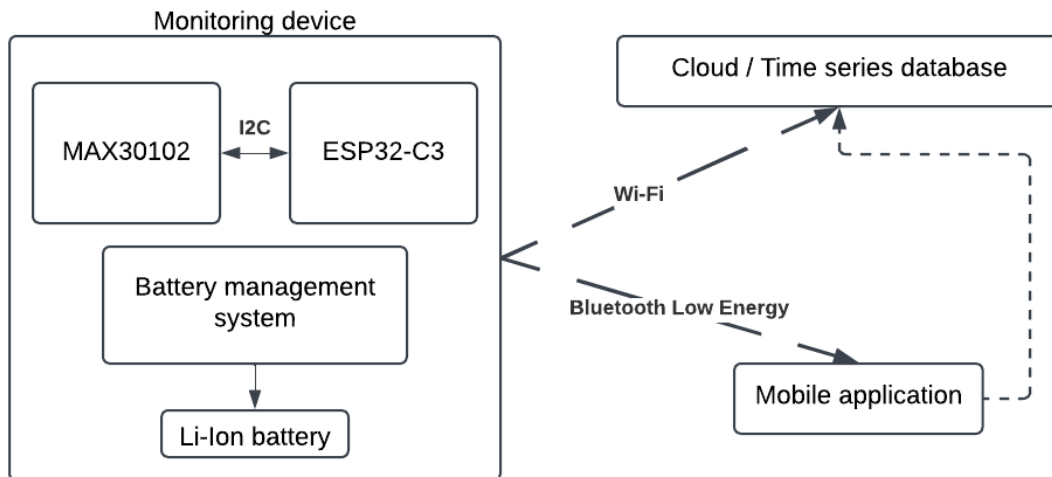 Monitoring device
MAX30102
I2C
ESP32-C3
Battery management
system
Li-Ion battery
Cloud / Time series database
Wi-Fi
Bluetooth Low Energy
Mobile application